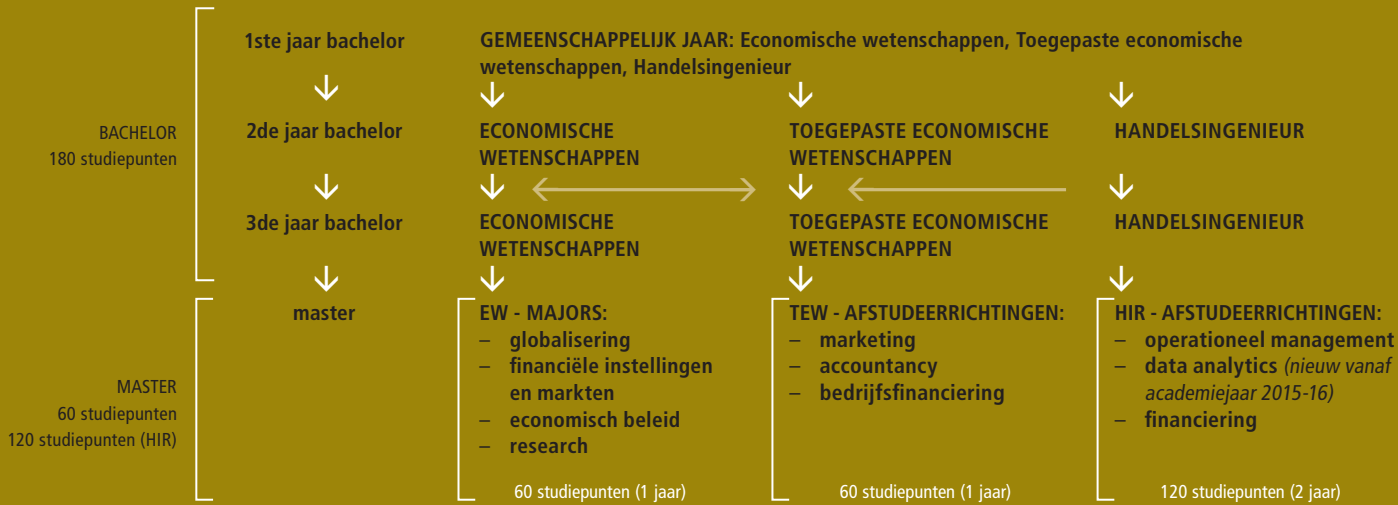 1ste jaar bachelor
GEMEENSCHAPPELIJK JAAR: Economische wetenschappen, Toegepaste economische
wetenschappen, Handelsingenieur
BACHELOR
180 studiepunten
2de jaar bachelor
ECONOMISCHE
WETENSCHAPPEN
TOEGEPASTE ECONOMISCHE
WETENSCHAPPEN
HANDELSINGENIEUR
3de jaar bachelor
ECONOMISCHE
WETENSCHAPPEN
TOEGEPASTE ECONOMISCHE
WETENSCHAPPEN
HANDELSINGENIEUR
MASTER
60 studiepunten
120 studiepunten (HIR)
master
EW - MAJORS:
– globalisering
– financiële instellingen
en markten
– economisch beleid
– research
60 studiepunten (1 jaar)
TEW - AFSTUDEERRICHTINGEN:
– marketing
– accountancy
– bedrijfsfinanciering
60 studiepunten (1 jaar)
HIR - AFSTUDEERRICHTINGEN:
– operationeel management
– data analytics (nieuw vanaf
academiejaar 2015-16)
– financiering
120 studiepunten (2 jaar)